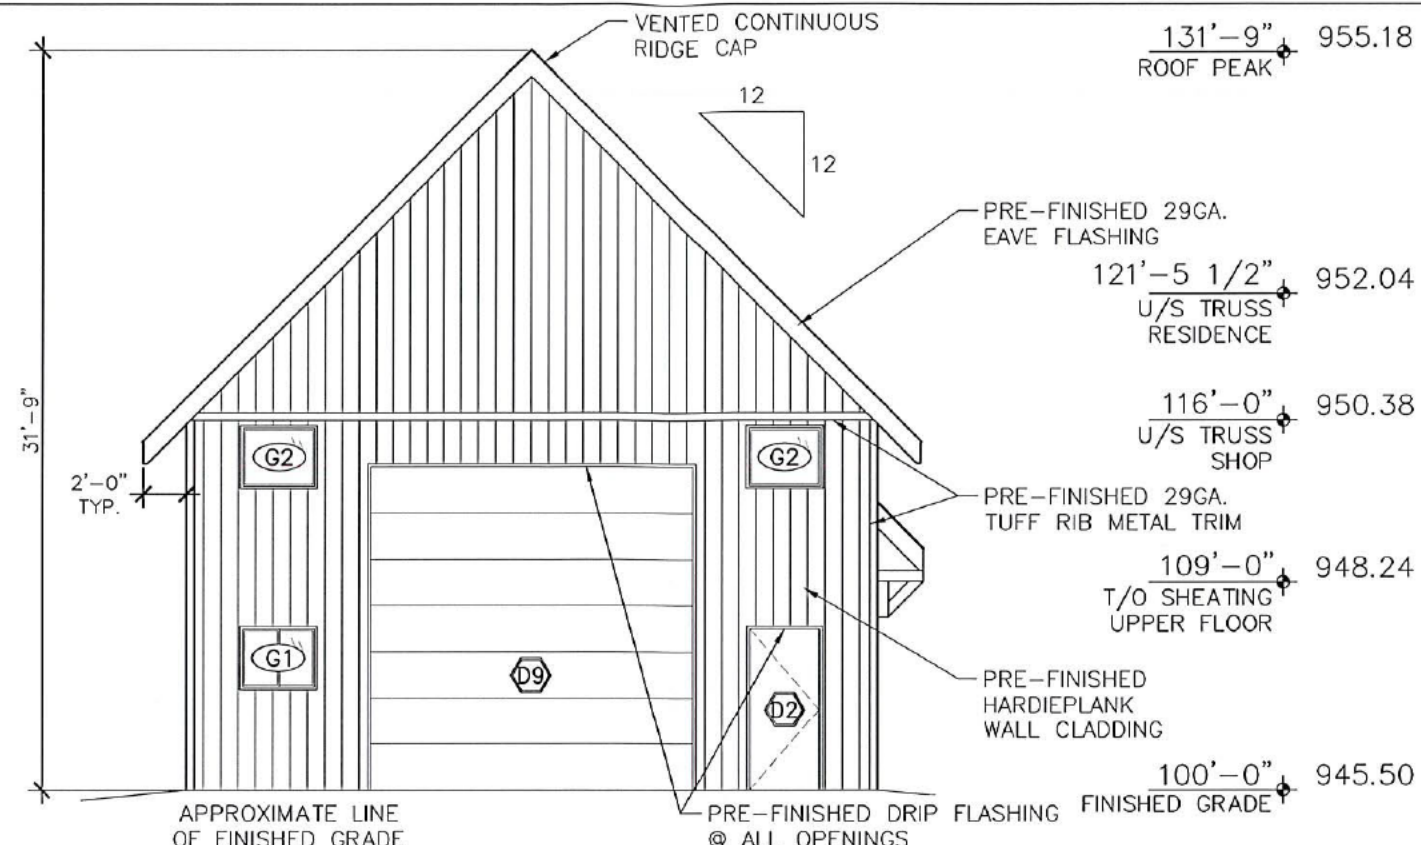 VENTED CONTINUOUS
RIDGE CAP
131'-9" 955.18
ROOF PEAK
12
12
PRE-FINISHED 29GA.
EAVE FLASHING
121'-5 1/2" 952.04
U/S TRUSS
RESIDENCE
31'-9"
116'-0" 950.38
U/S TRUSS
SHOP
G2
G2
2'-0"
TYP.
PRE-FINISHED 29GA.
TUFF RIB METAL TRIM
109'-0" 948.24
T/O SHEATING
UPPER FLOOR
G1
D9
D2
PRE-FINISHED
HARDIEPLANK
WALL CLADDING
100'-0" 945.50
FINISHED GRADE
APPROXIMATE LINE
OF FINISHED GRADE
PRE-FINISHED DRIP FLASHING
@ ALL OPENINGS